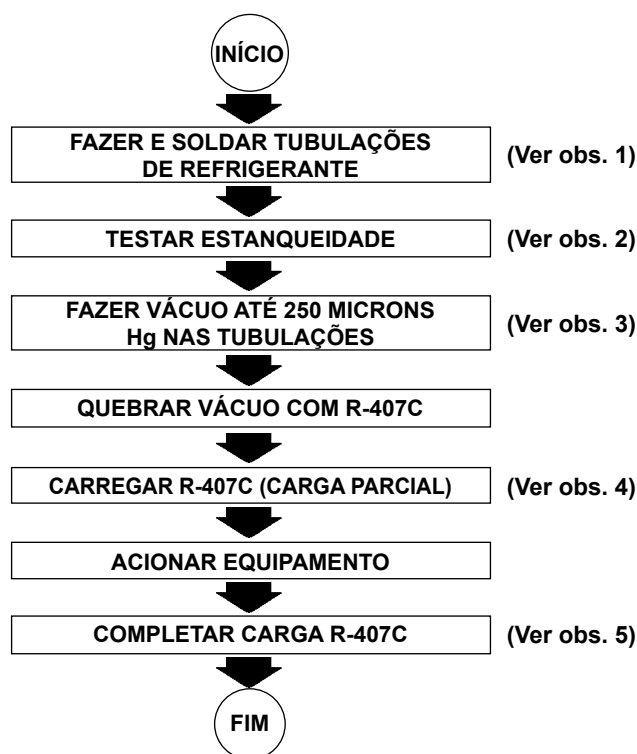 INÍCIO
FAZER E SOLDAR TUBULAÇÕES
DE REFRIGERANTE
(Ver obs. 1)
TESTAR ESTANQUEIDADE
(Ver obs. 2)
FAZER VÁCUO ATÉ 250 MICRONS
Hg NAS TUBULAÇÕES
(Ver obs. 3)
QUEBRAR VÁCUO COM R-407C
CARREGAR R-407C (CARGA PARCIAL)
(Ver obs. 4)
ACIONAR EQUIPAMENTO
COMPLETAR CARGA R-407C
(Ver obs. 5)
FIM